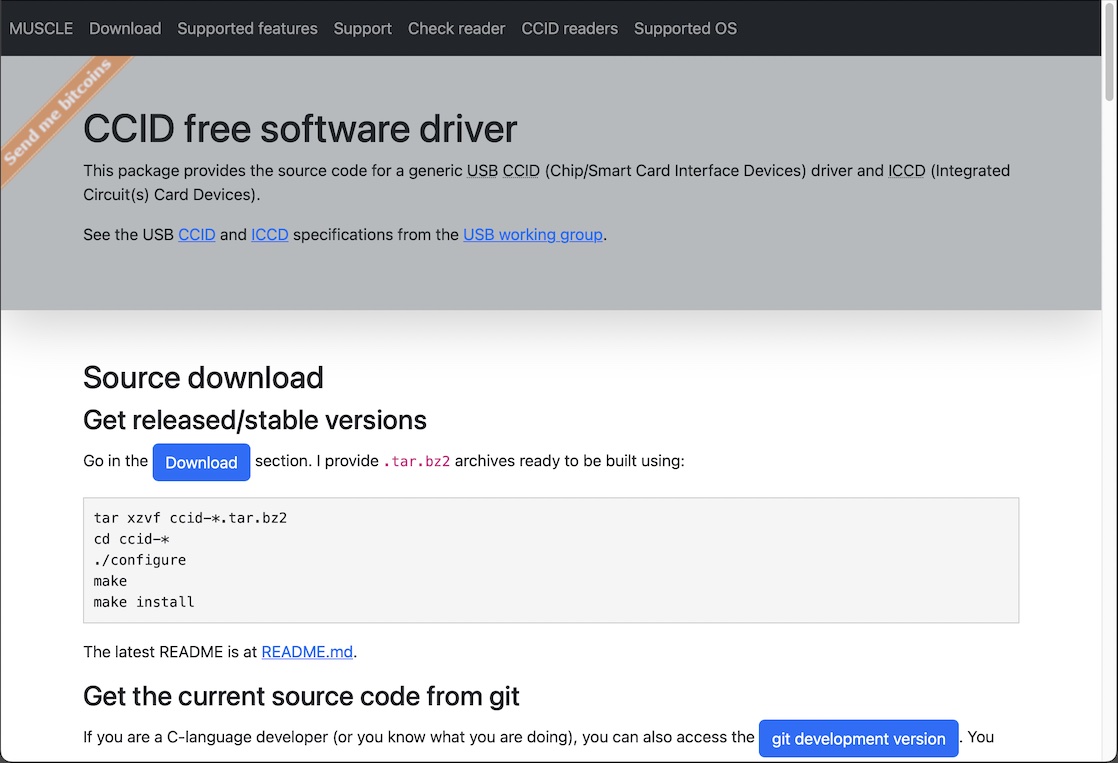 MUSCLE Download Supported features Support Check reader CCID readers Supported OS
Send me bitcoins
CCID free software driver
This package provides the source code for a generic USB CCID (Chip/Smart Card Interface Devices) driver and ICCD (Integrated
Circuit(s) Card Devices).
See the USB CCID and ICCD specifications from the USB working group.
Source download
Get released/stable versions
Go in the Download section. I provide .tar.bz2 archives ready to be built using:
tar xzvf ccid-*.tar.bz2
cd ccid-*
./configure
make
make install
The latest README is at README.md.
Get the current source code from git
If you are a C-language developer (or you know what you are doing), you can also access the git development version. You